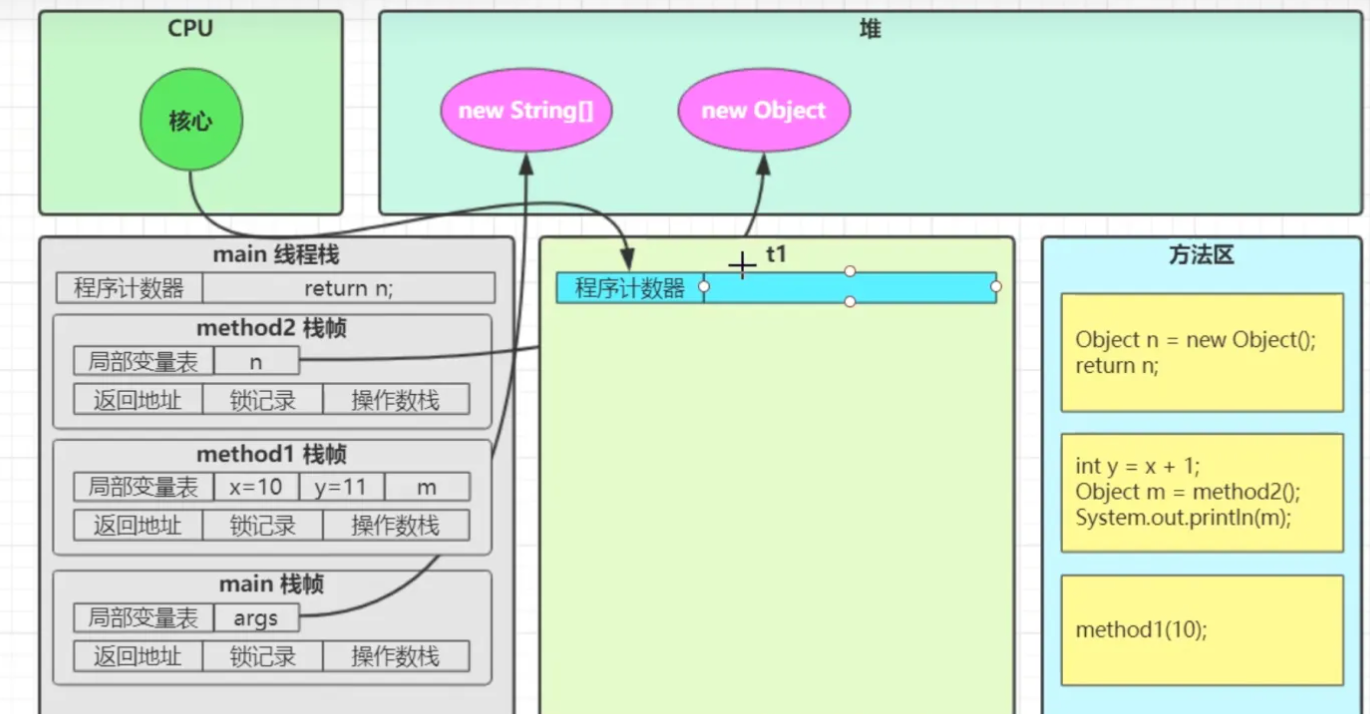 CPU
核心
堆
new String[]
new Object
main 线程栈
程序计数器 return n;
method2 栈帧
局部变量表 n
返回地址 锁记录 操作数栈
method1 栈帧
局部变量表 x=10 y=11 m
返回地址 锁记录 操作数栈
main 栈帧
局部变量表 args
返回地址 锁记录 操作数栈
t1
程序计数器
方法区
Object n = new Object();
return n;
int y = x + 1;
Object m = method2();
System.out.println(m);
method1(10);